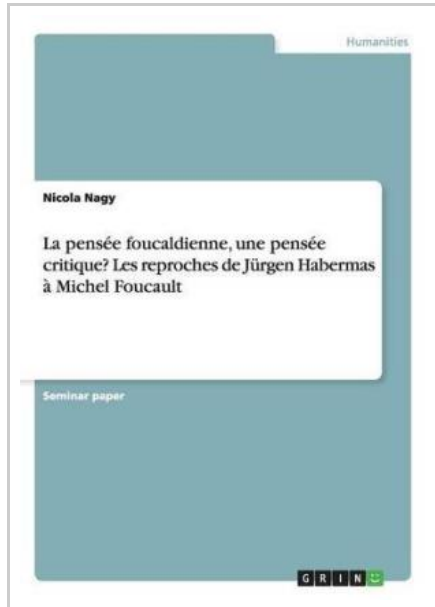 Humanities
Nicola Nagy
La pensée foucaldienne, une pensée
critique? Les reproches de Jürgen Habermas
à Michel Foucault
Seminar paper
GRIN